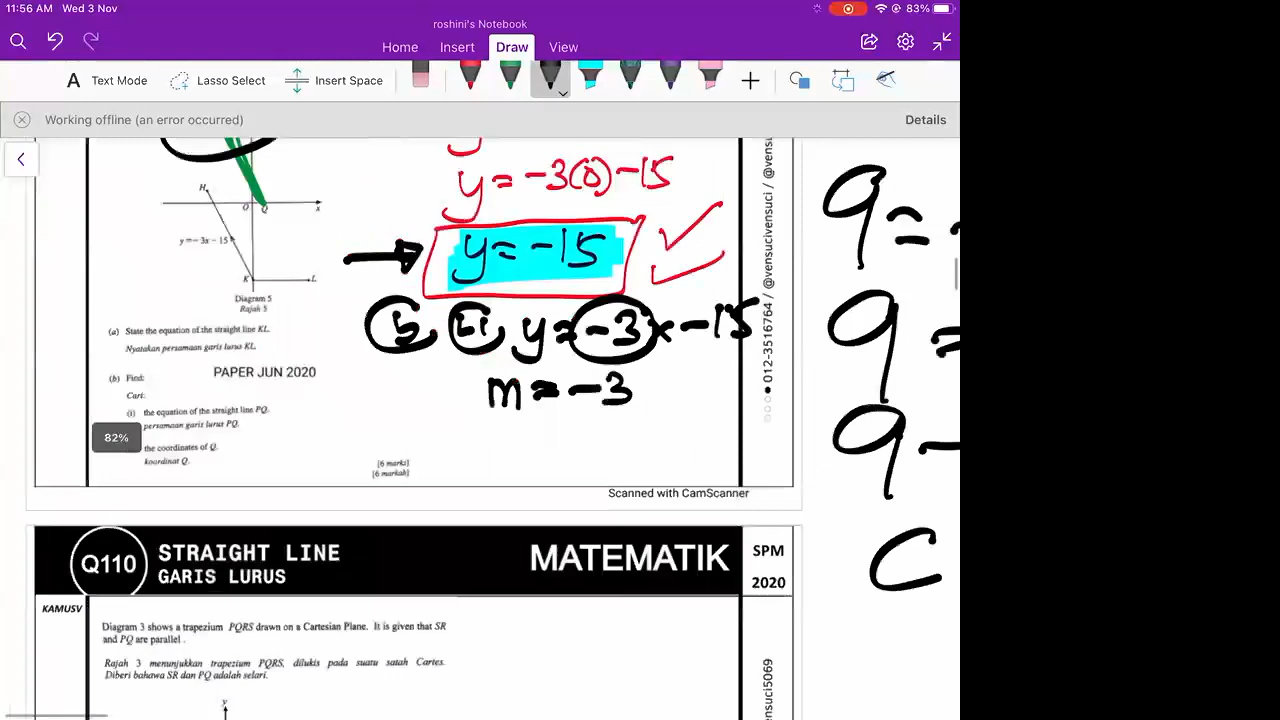 11:56 AM Wed 3 Nov
83%
roshini's Notebook
Home Insert Draw View
A Text Mode Lasso Select Insert Space
Working offline (an error occurred) Details
y = -3(0) -15
y = -15
H
O Q x
y = - 3x - 15
K L
Diagram 5
Rajah 5
(a) State the equation of the straight line KL.
Nyatakan persamaan garis lurus KL.
PAPER JUN 2020
(b) Find:
Cari:
(i) the equation of the straight line PQ.
persamaan garis lurus PQ.
the coordinates of Q.
koordinat Q.
[6 marks]
[6 markah]
82%
b i y = -3x -15
m = -3
012-3516764 / @vensucivensuci / @vensuci
9 = -
9 =
9 -
c
Scanned with CamScanner
Q110 STRAIGHT LINE
GARIS LURUS
MATEMATIK
SPM
2020
KAMUSV
Diagram 3 shows a trapezium PQRS drawn on a Cartesian Plane. It is given that SR
and PQ are parallel .
Rajah 3 menunjukkan trapezium PQRS, dilukis pada suatu satah Cartes.
Diberi bahawa SR dan PQ adalah selari.
y
nsuci5069